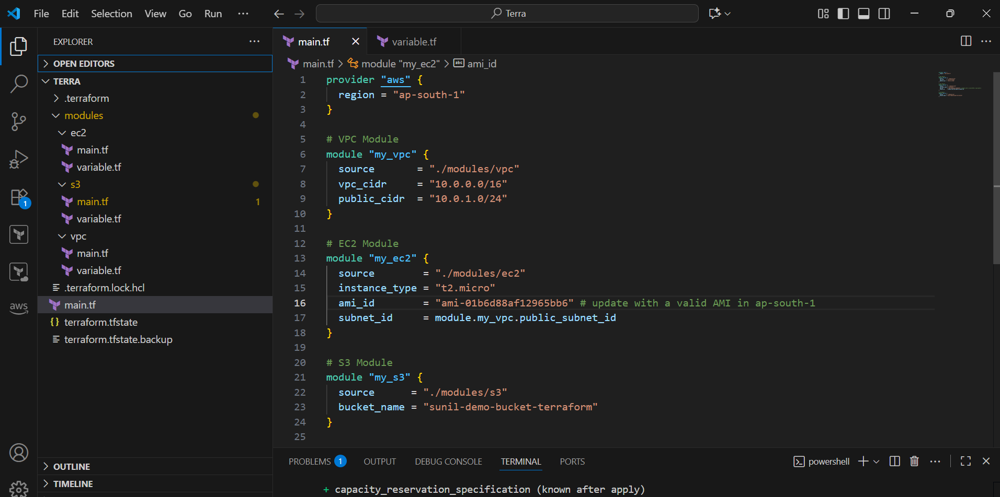 File Edit Selection View Go Run ···
Terra
EXPLORER
OPEN EDITORS
TERRA
.terraform
modules
ec2
main.tf
variable.tf
s3
main.tf 1
variable.tf
vpc
main.tf
variable.tf
.terraform.lock.hcl
main.tf
terraform.tfstate
terraform.tfstate.backup
OUTLINE
TIMELINE
1
aws
main.tf
variable.tf
main.tf > module "my_ec2" > abc ami_id
1 provider "aws" {
2   region = "ap-south-1"
3 }
4
5 # VPC Module
6 module "my_vpc" {
7   source       = "./modules/vpc"
8   vpc_cidr     = "10.0.0.0/16"
9   public_cidr  = "10.0.1.0/24"
10 }
11
12 # EC2 Module
13 module "my_ec2" {
14   source        = "./modules/ec2"
15   instance_type = "t2.micro"
16   ami_id        = "ami-01b6d88af12965bb6" # update with a valid AMI in ap-south-1
17   subnet_id     = module.my_vpc.public_subnet_id
18 }
19
20 # S3 Module
21 module "my_s3" {
22   source      = "./modules/s3"
23   bucket_name = "sunil-demo-bucket-terraform"
24 }
25
PROBLEMS 1 OUTPUT DEBUG CONSOLE TERMINAL PORTS
powershell
+ capacity_reservation_specification (known after apply)